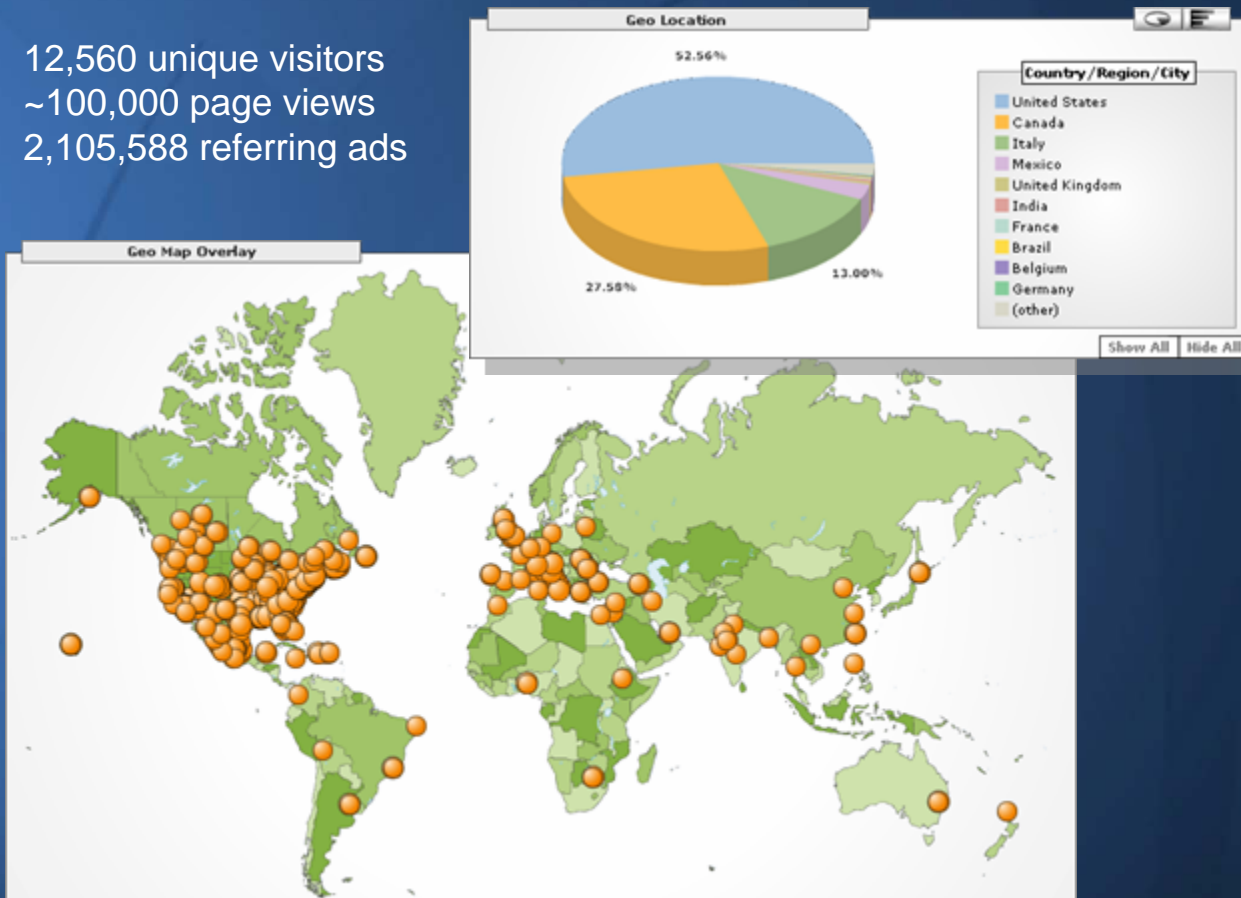 12,560 unique visitors
~100,000 page views
2,105,588 referring ads
Geo Location
52.56%
27.58%
13.00%
Country/Region/City
United States
Canada
Italy
Mexico
United Kingdom
India
France
Brazil
Belgium
Germany
(other)
Show All Hide All
Geo Map Overlay